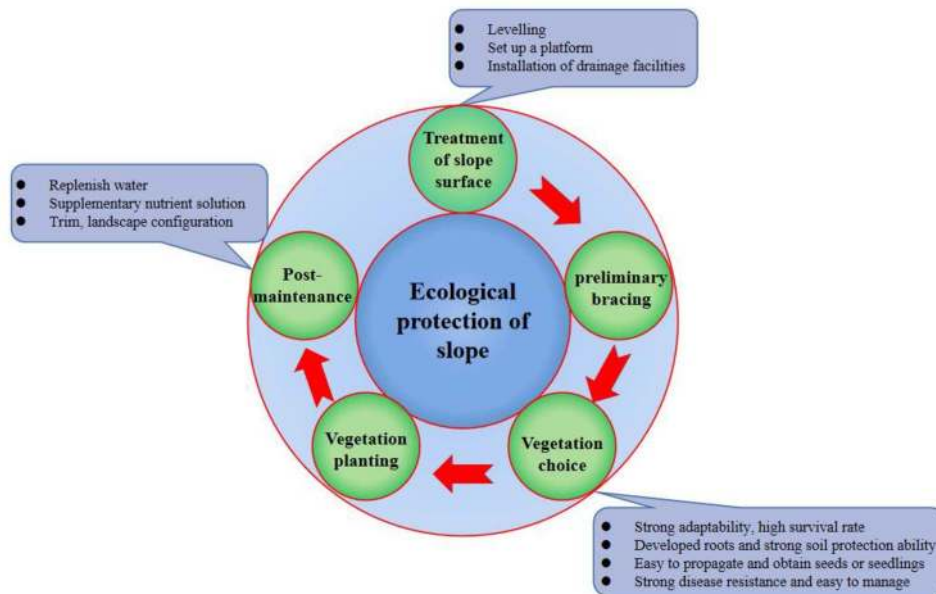 Levelling
Set up a platform
Installation of drainage facilities
Treatment
of slope
surface
Replenish water
Supplementary nutrient solution
Trim, landscape configuration
Post-
maintenance
preliminary
bracing
Ecological
protection of
slope
Vegetation
planting
Vegetation
choice
Strong adaptability, high survival rate
Developed roots and strong soil protection ability
Easy to propagate and obtain seeds or seedlings
Strong disease resistance and easy to manage